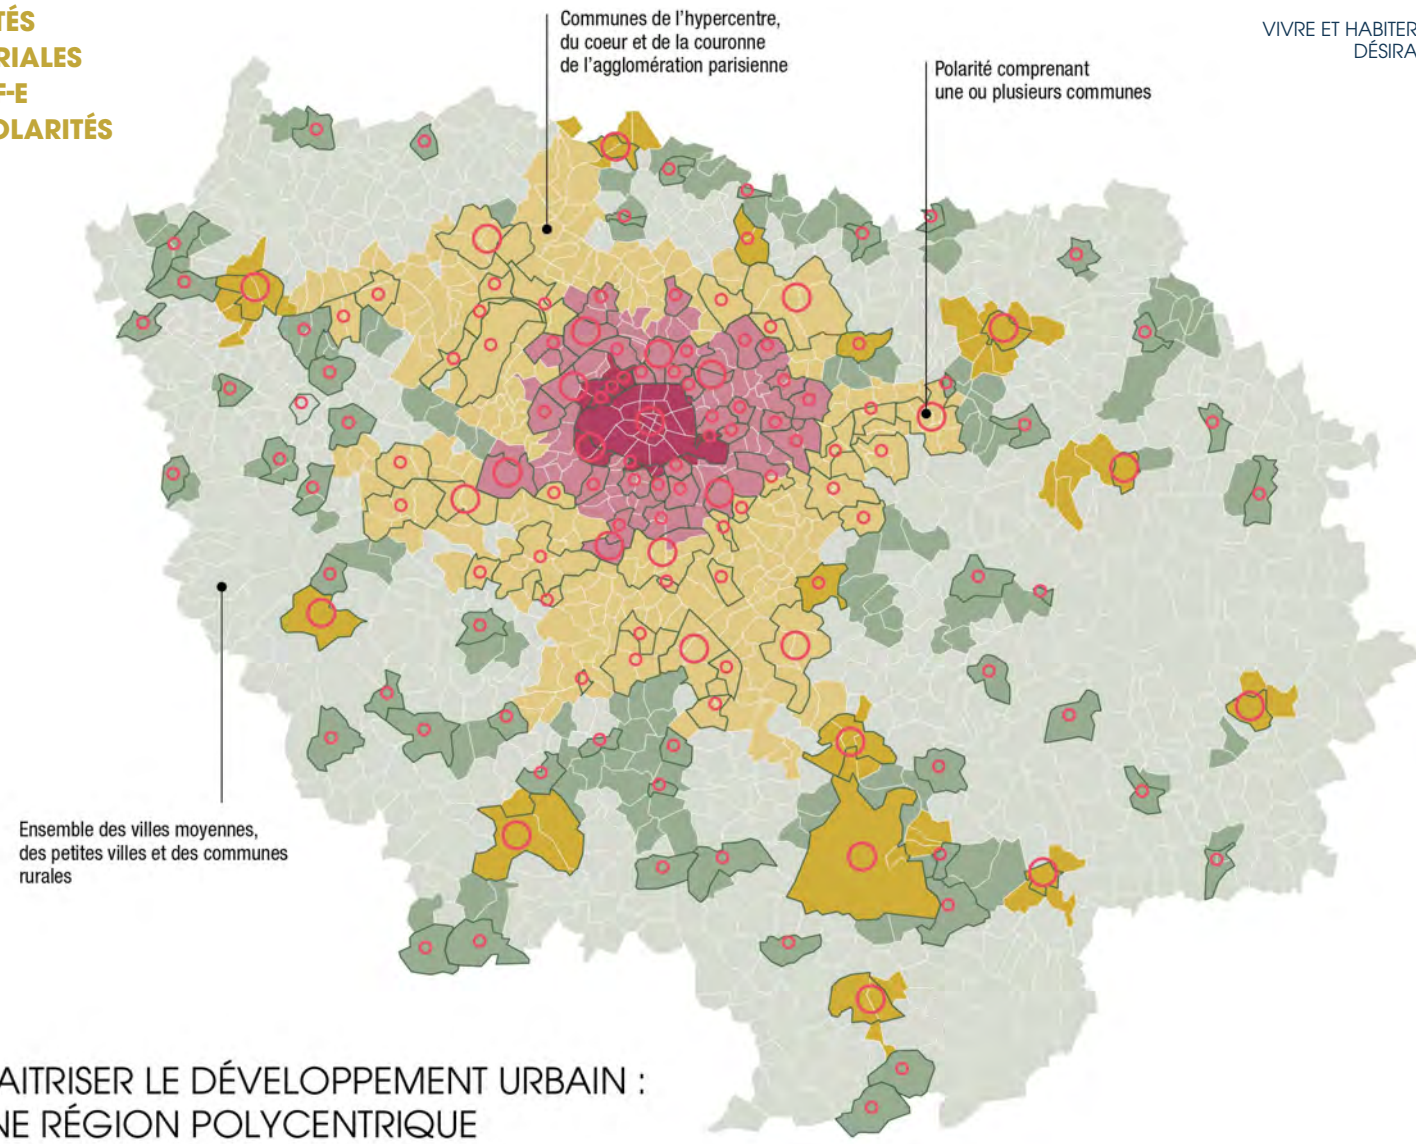 TÉS
RIALES
F-E
OLARITÉS
Communes de l’hypercentre,
du coeur et de la couronne
de l’agglomération parisienne
Polarité comprenant
une ou plusieurs communes
VIVRE ET HABITER
DÉSIRA
Ensemble des villes moyennes,
des petites villes et des communes
rurales
AITRISER LE DÉVELOPPEMENT URBAIN :
NE RÉGION POLYCENTRIQUE